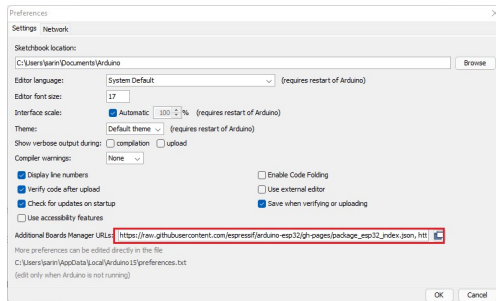 Preferences
Settings Network
Sketchbook location:
C:\Users\sarin\Documents\Arduino Browse
Editor language: System Default (requires restart of Arduino)
Editor font size: 17
Interface scale: Automatic 100 % (requires restart of Arduino)
Theme: Default theme (requires restart of Arduino)
Show verbose output during: compilation upload
Compiler warnings: None
Display line numbers Enable Code Folding
Verify code after upload Use external editor
Check for updates on startup Save when verifying or uploading
Use accessibility features
Additional Boards Manager URLs: https://raw.githubusercontent.com/espressif/arduino-esp32/gh-pages/package_esp32_index.json, htt
More preferences can be edited directly in the file
C:\Users\sarin\AppData\Local\Arduino15\preferences.txt
(edit only when Arduino is not running)
OK Cancel